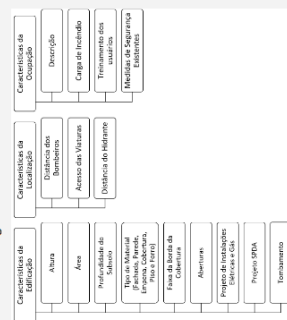 Características da
Edificação
Altura
Área
Profundidade do
Subsolo
Tipo de Material
(Fachada, Parede,
Empena, Cobertura,
Piso e Forro)
Faixa da Borda da
Cobertura
Aberturas
Projeto de Instalações
Elétricas e Gás
Projeto SPDA
Tombamento
Características da
Localização
Distância dos
Bombeiros
Acesso das Viaturas
Distância do Hidrante
Características da
Ocupação
Descrição
Carga de Incêndio
Treinamento dos
usuários
Medidas de Segurança
Existentes